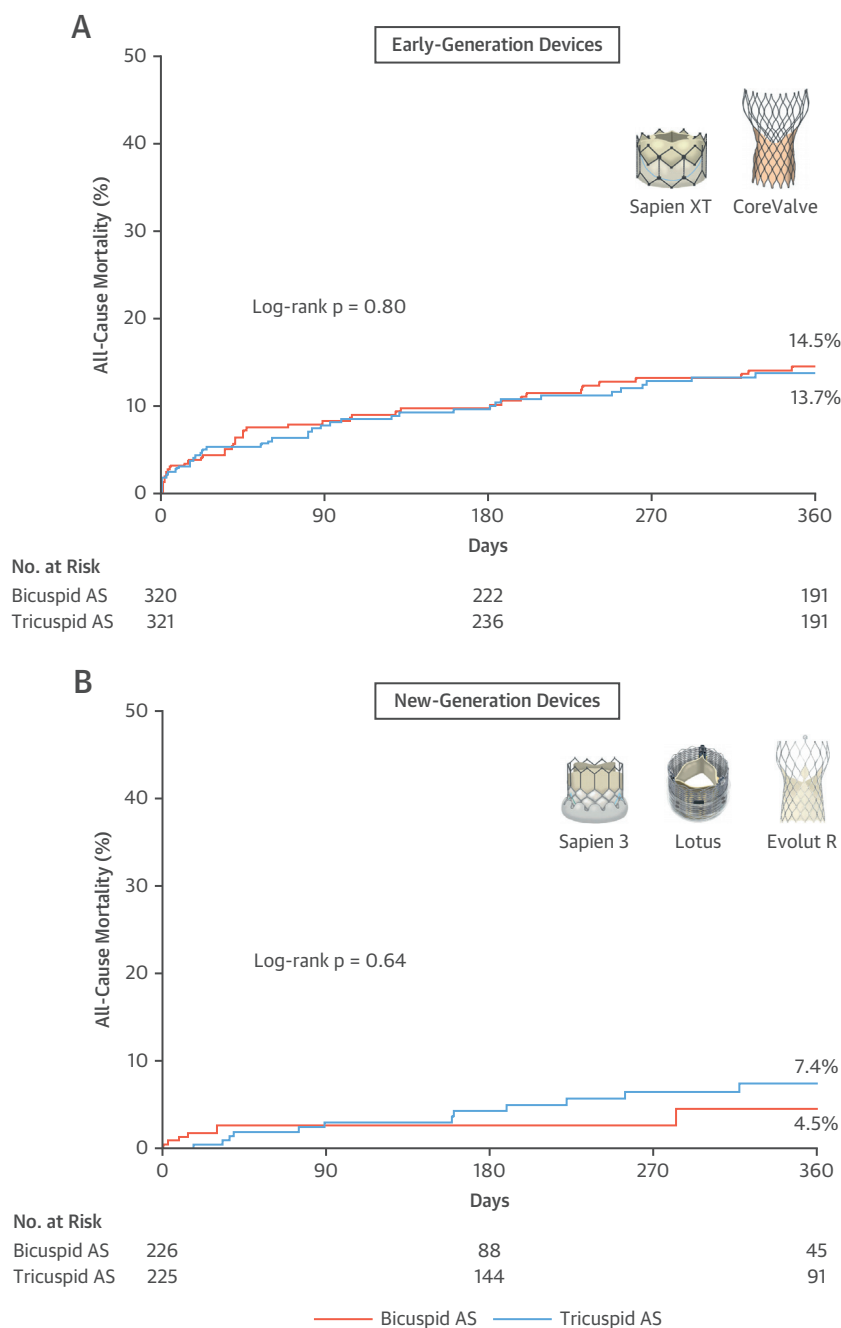 A
Early-Generation Devices
50
40
30
20
10
0
All-Cause Mortality (%)
Sapien XT CoreValve
Log-rank p = 0.80
14.5%
13.7%
0 90 180 270 360
Days
No. at Risk
Bicuspid AS 320 222 191
Tricuspid AS 321 236 191
B
New-Generation Devices
50
40
30
20
10
0
All-Cause Mortality (%)
Sapien 3 Lotus Evolut R
Log-rank p = 0.64
7.4%
4.5%
0 90 180 270 360
Days
No. at Risk
Bicuspid AS 226 88 45
Tricuspid AS 225 144 91
Bicuspid AS Tricuspid AS